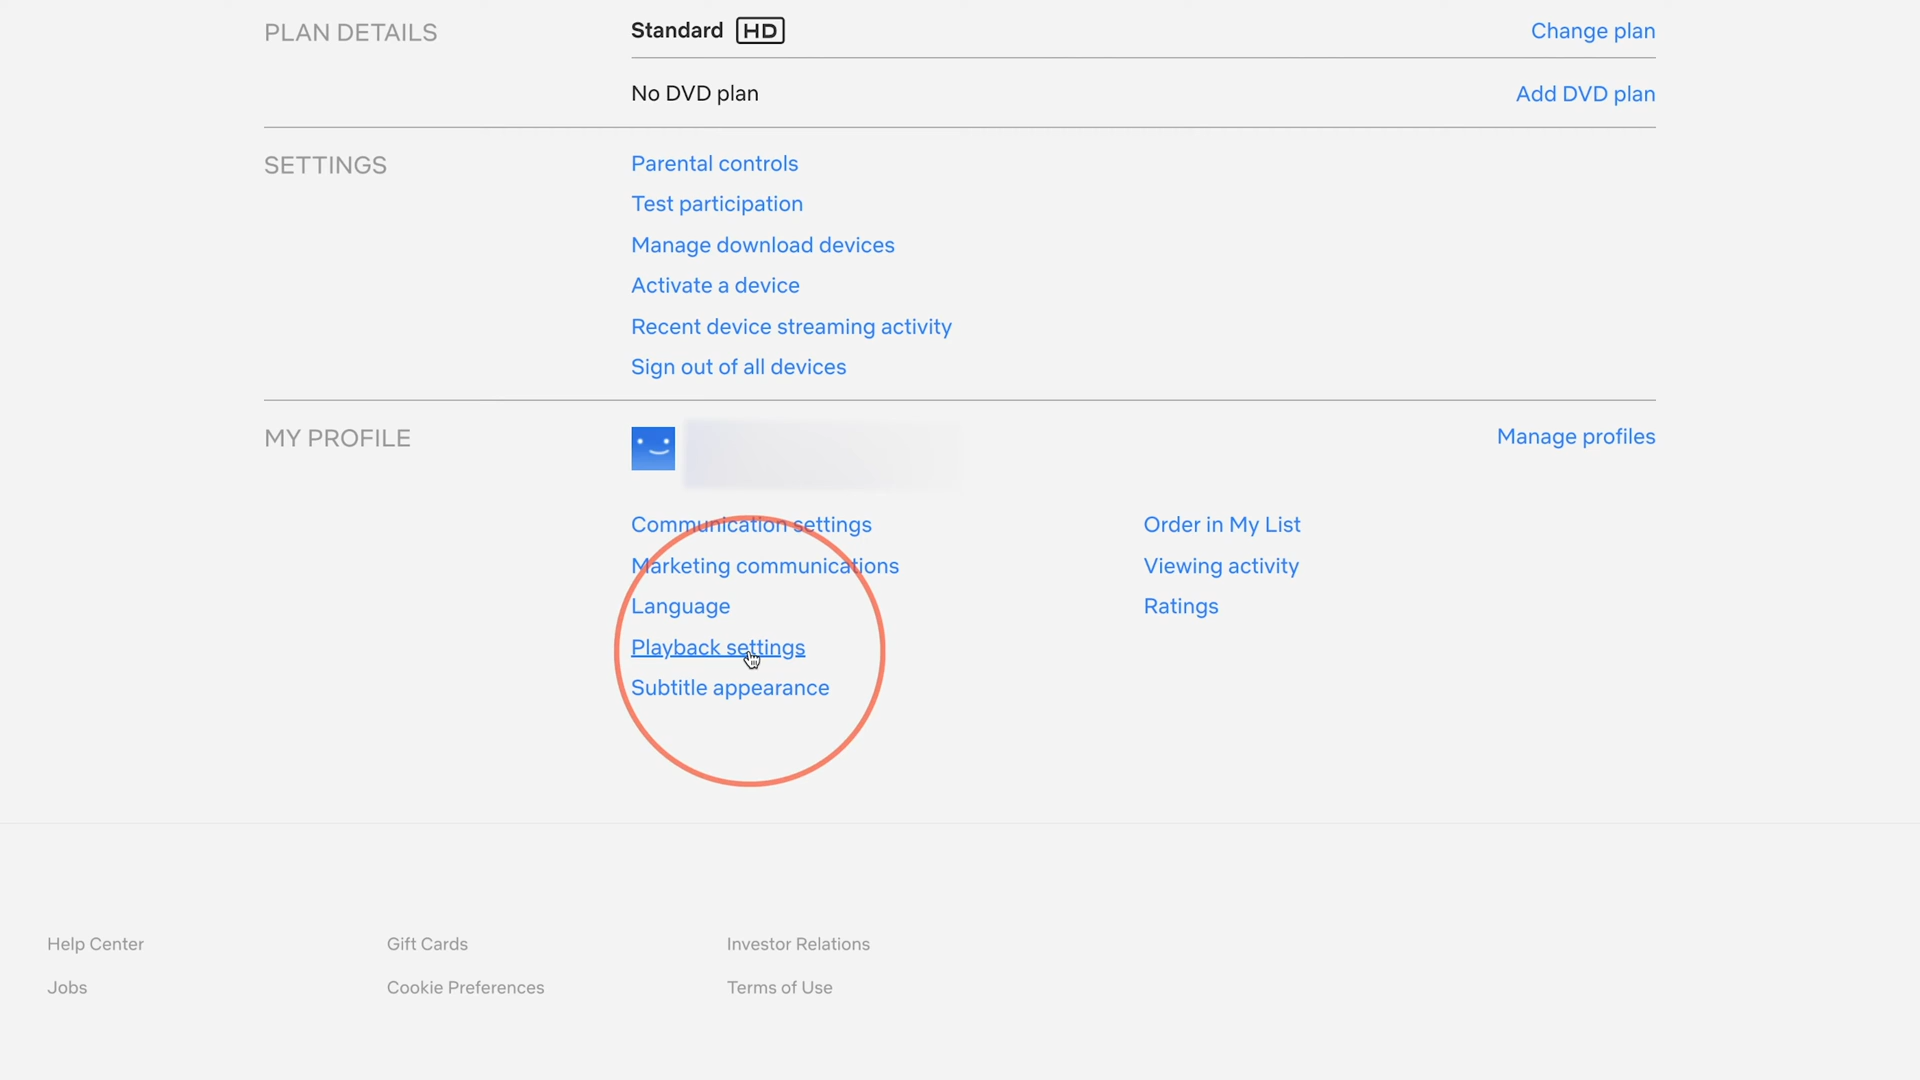 PLAN DETAILS
Standard HD
Change plan
No DVD plan
Add DVD plan
SETTINGS
Parental controls
Test participation
Manage download devices
Activate a device
Recent device streaming activity
Sign out of all devices
MY PROFILE
Manage profiles
Communication settings
Order in My List
Marketing communications
Viewing activity
Language
Ratings
Playback settings
Subtitle appearance
Help Center
Gift Cards
Investor Relations
Jobs
Cookie Preferences
Terms of Use